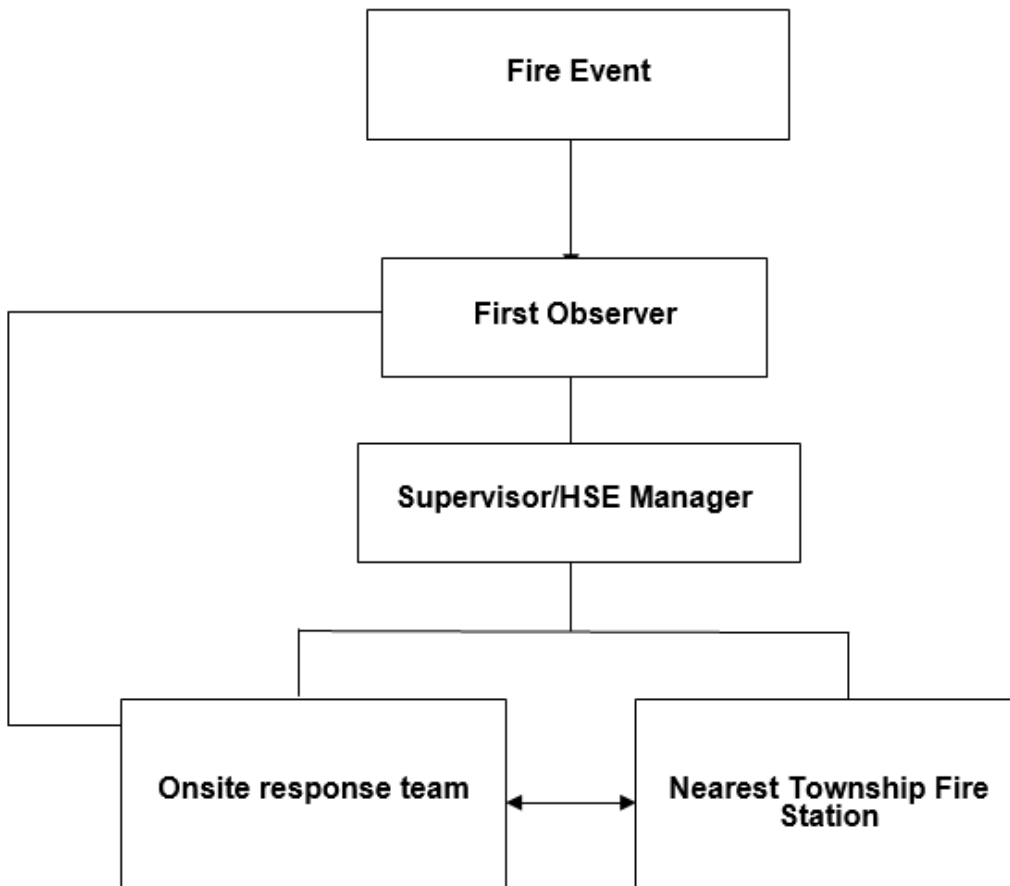 Fire Event
First Observer
Supervisor/HSE Manager
Onsite response team
Nearest Township Fire
Station